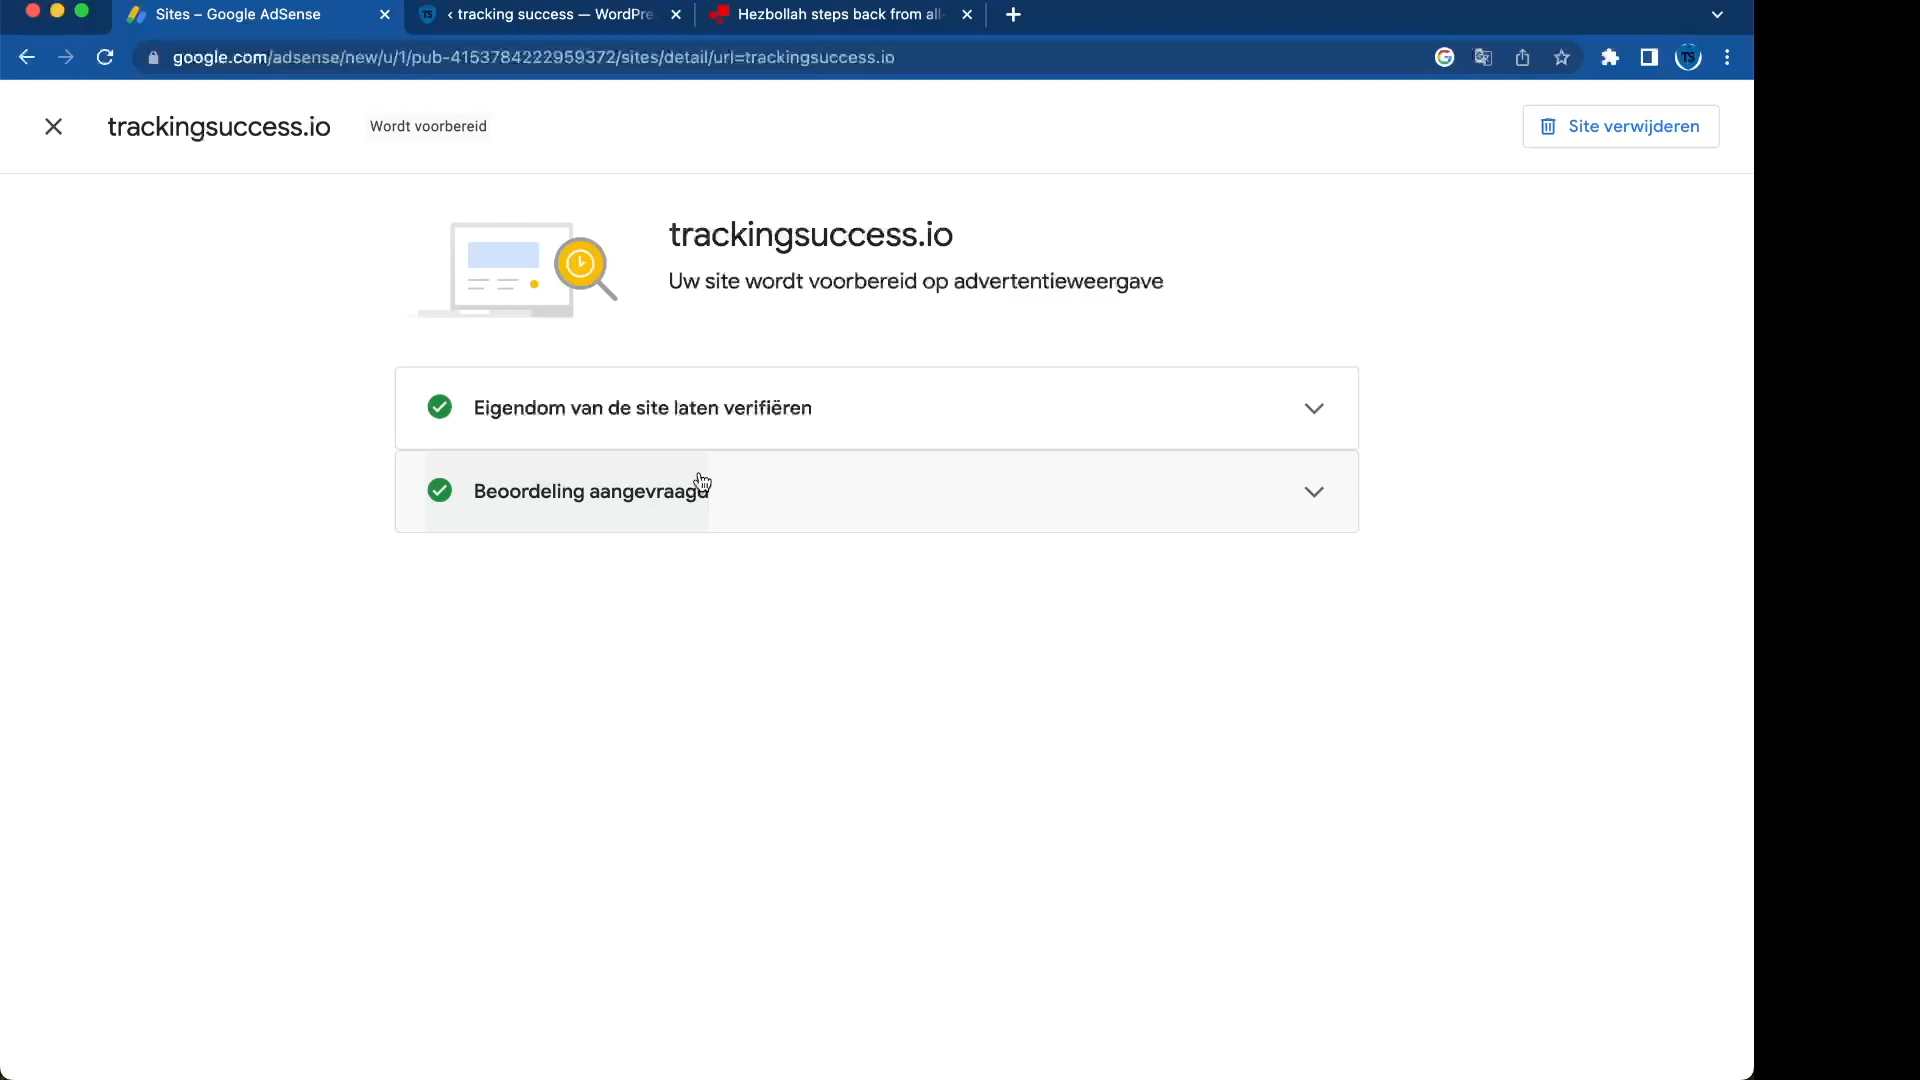 Sites – Google AdSense
‹ tracking success — WordPre
Hezbollah steps back from all-
google.com/adsense/new/u/1/pub-4153784222959372/sites/detail/url=trackingsuccess.io
TS
trackingsuccess.io
Wordt voorbereid
Site verwijderen
trackingsuccess.io
Uw site wordt voorbereid op advertentieweergave
Eigendom van de site laten verifiëren
Beoordeling aangevraagd